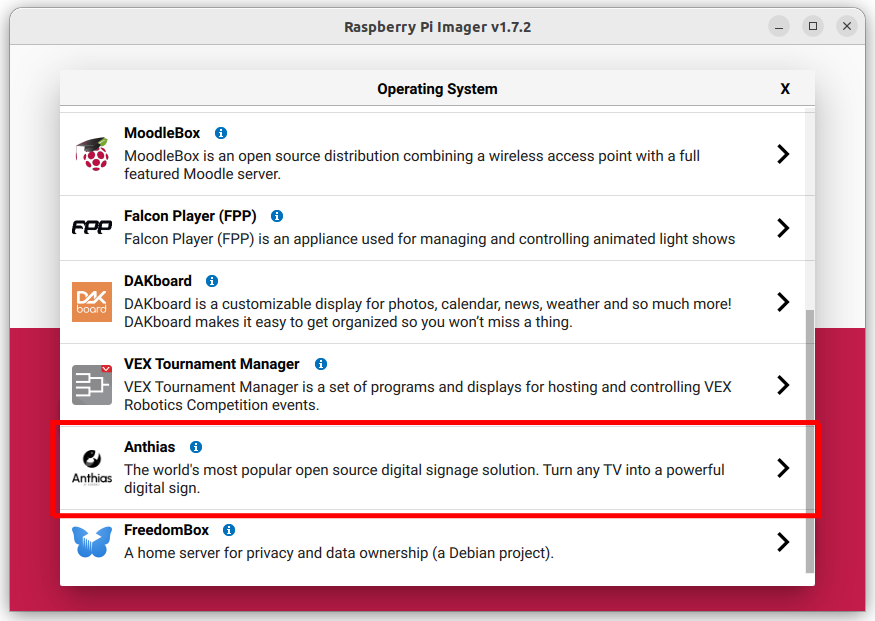 Raspberry Pi Imager v1.7.2
Operating System
X
MoodleBox
MoodleBox is an open source distribution combining a wireless access point with a full
featured Moodle server.
FPP
Falcon Player (FPP)
Falcon Player (FPP) is an appliance used for managing and controlling animated light shows
DAK
board
DAKboard
DAKboard is a customizable display for photos, calendar, news, weather and so much more!
DAKboard makes it easy to get organized so you won't miss a thing.
VEX Tournament Manager
VEX Tournament Manager is a set of programs and displays for hosting and controlling VEX
Robotics Competition events.
Anthias
Anthias
The world's most popular open source digital signage solution. Turn any TV into a powerful
digital sign.
FreedomBox
A home server for privacy and data ownership (a Debian project).